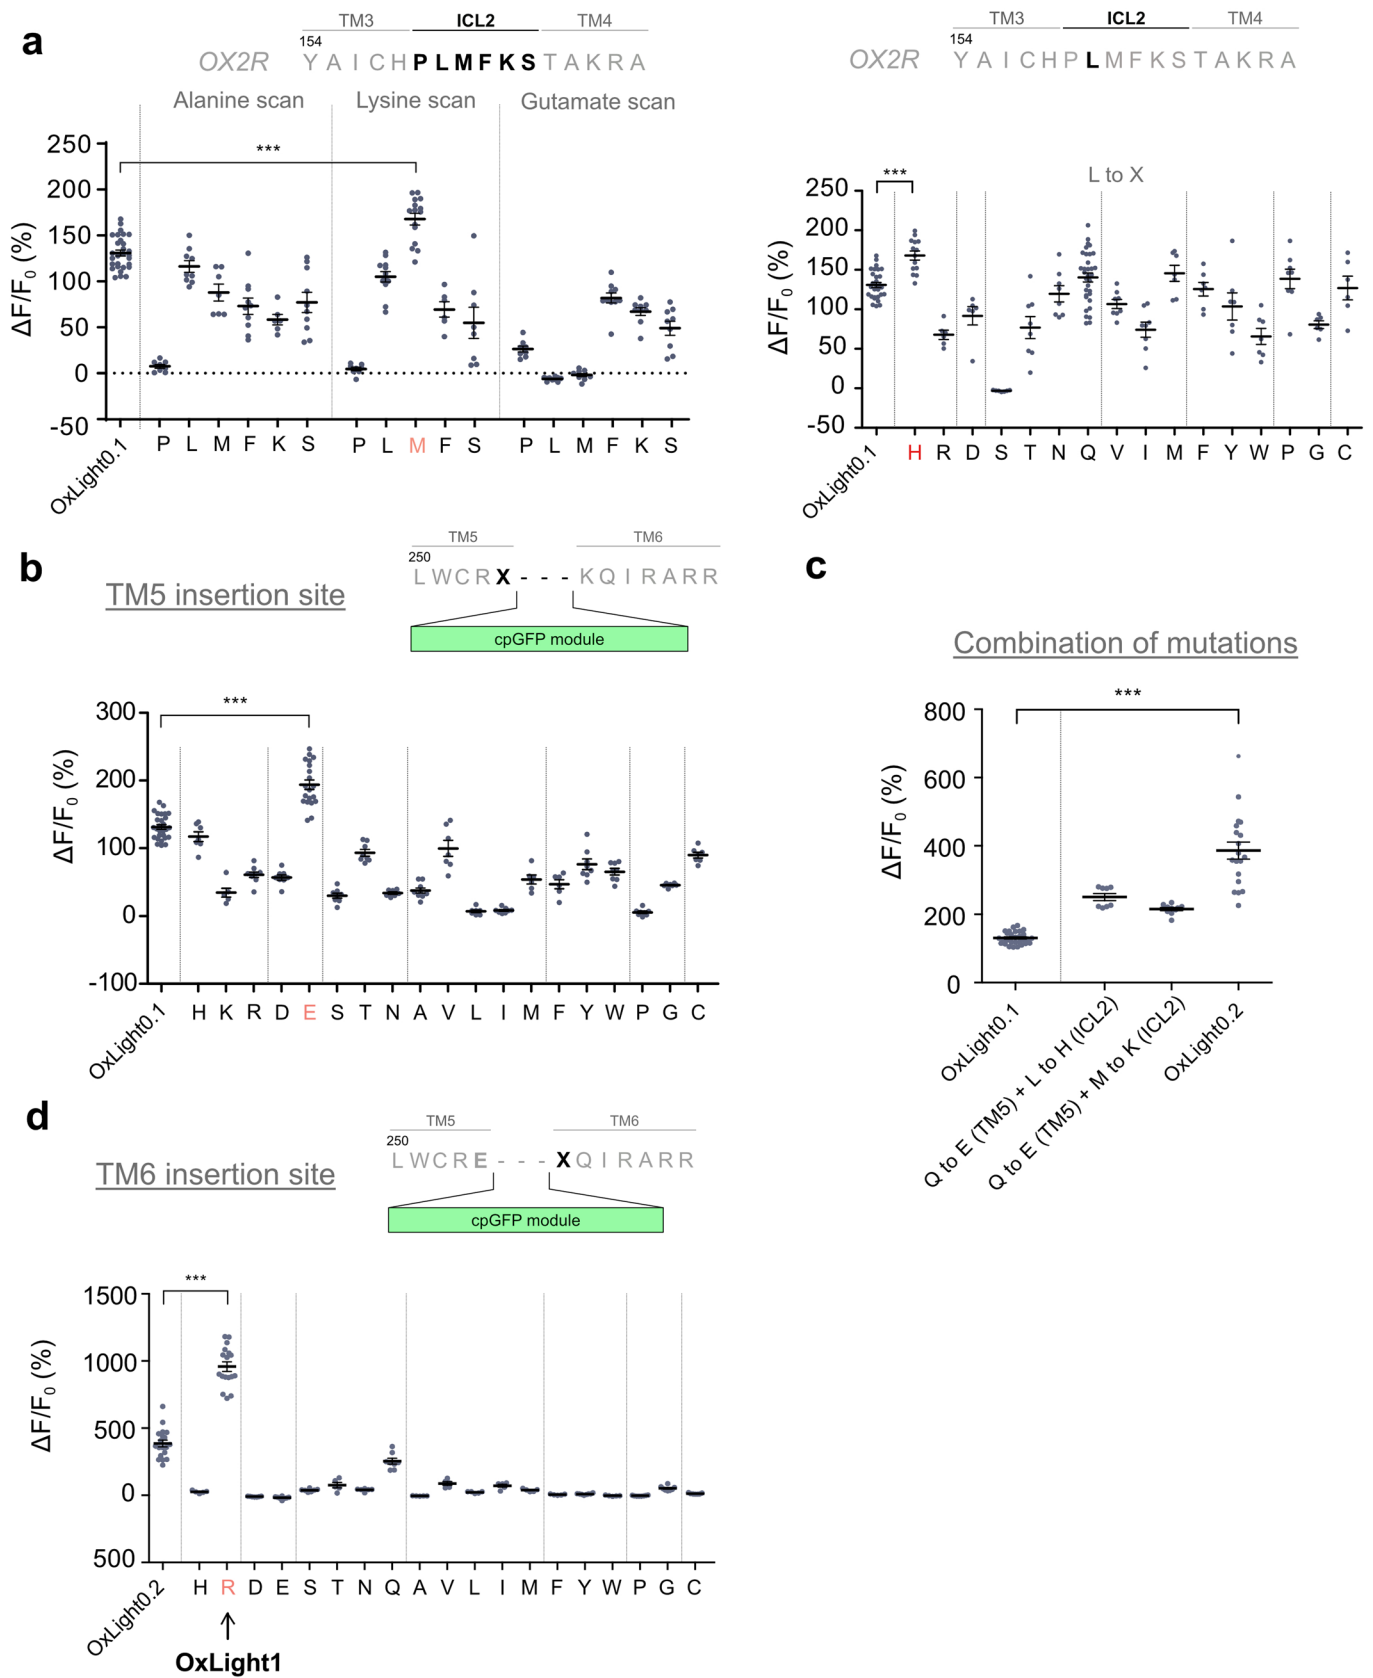 a
TM3 ICL2 TM4
154
OX2R Y A I C H P L M F K S T A K R A
Alanine scan Lysine scan Gutamate scan
ΔF/F0 (%)
250
200
150
100
50
0
-50
***
OxLight0.1 P L M F K S P L M F S P L M F K S
TM3 ICL2 TM4
154
OX2R Y A I C H P L M F K S T A K R A
L to X
ΔF/F0 (%)
250
200
150
100
50
0
-50
***
OxLight0.1 H R D S T N Q V I M F Y W P G C
b
TM5 insertion site
TM5 TM6
250
L W C R X - - - K Q I R A R R
cpGFP module
ΔF/F0 (%)
300
200
100
0
-100
***
OxLight0.1 H K R D E S T N A V L I M F Y W P G C
c
Combination of mutations
ΔF/F0 (%)
800
600
400
200
0
***
OxLight0.1
Q to E (TM5) + L to H (ICL2)
Q to E (TM5) + M to K (ICL2)
OxLight0.2
d
TM6 insertion site
TM5 TM6
250
L W C R E - - - X Q I R A R R
cpGFP module
ΔF/F0 (%)
1500
1000
500
0
500
***
OxLight0.2 H R D E S T N Q A V L I M F Y W P G C
OxLight1